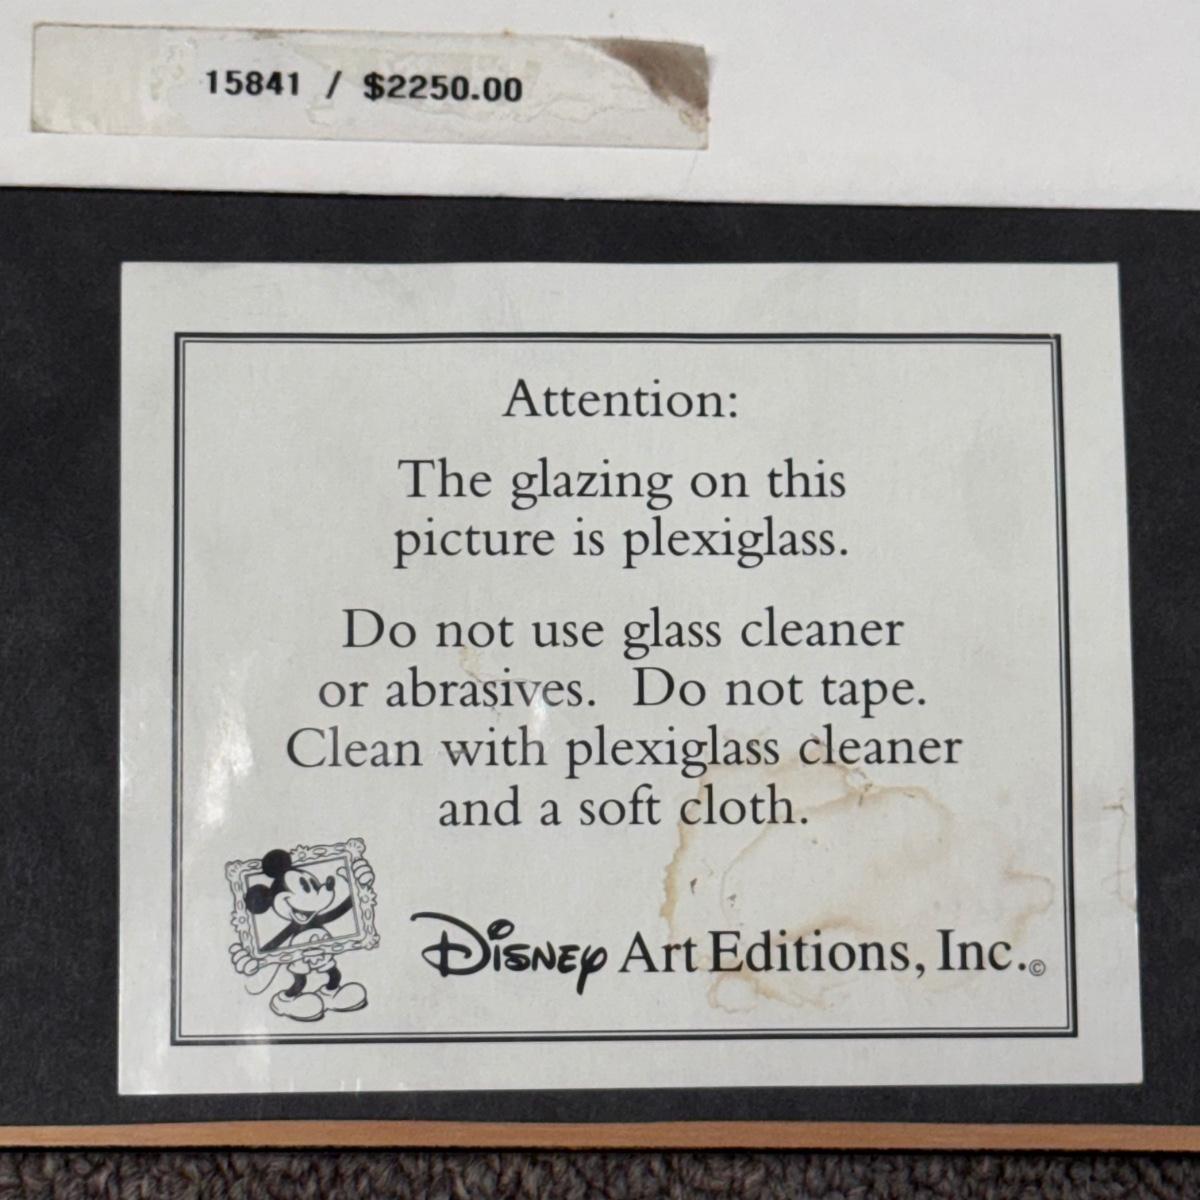 15841 / $2250.00
Attention:
The glazing on this
picture is plexiglass.
Do not use glass cleaner
or abrasives. Do not tape.
Clean with plexiglass cleaner
and a soft cloth.
Disney Art Editions, Inc.©